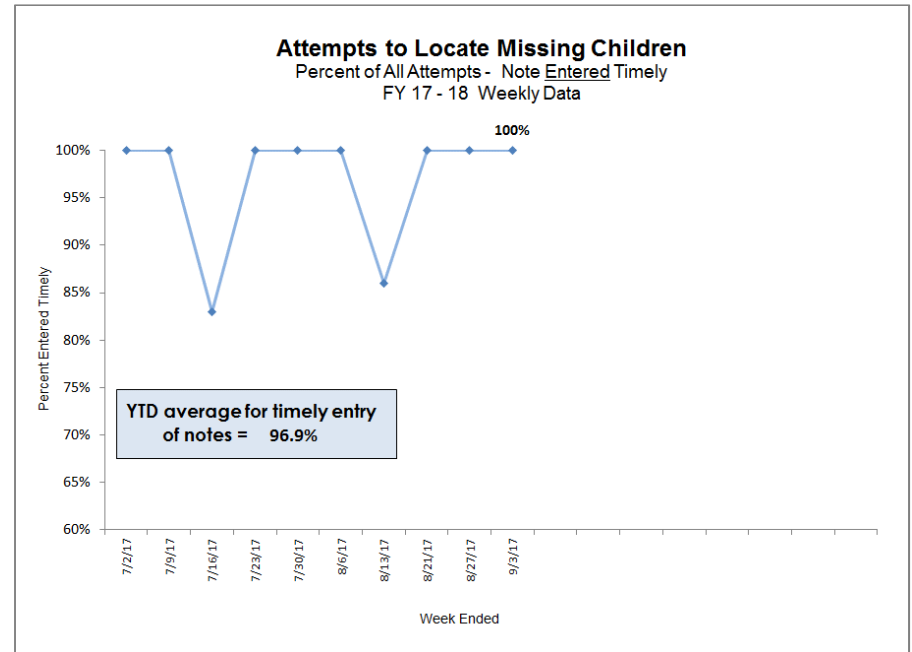 Attempts to Locate Missing Children
Percent of All Attempts - Note Entered Timely
FY 17 - 18 Weekly Data
100%
100%
95%
90%
85%
80%
75%
70%
65%
60%
Percent Entered Timely
YTD average for timely entry
of notes = 96.9%
7/2/17
7/9/17
7/16/17
7/23/17
7/30/17
8/6/17
8/13/17
8/21/17
8/27/17
9/3/17
Week Ended